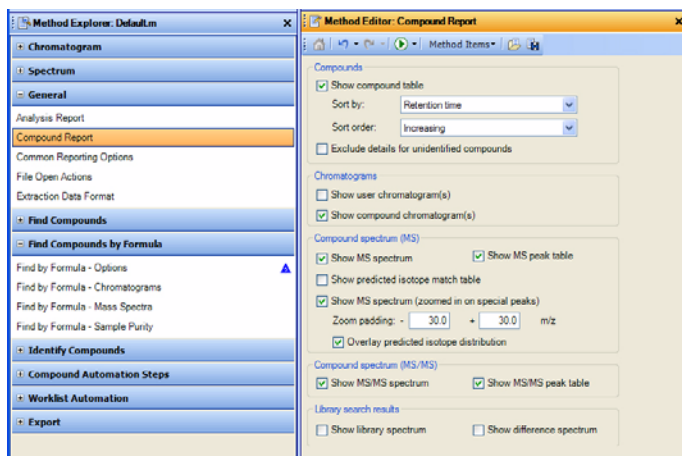 Method Explorer: Default.m
Chromatogram
Spectrum
General
Analysis Report
Compound Report
Common Reporting Options
File Open Actions
Extraction Data Format
Find Compounds
Find Compounds by Formula
Find by Formula - Options
Find by Formula - Chromatograms
Find by Formula - Mass Spectra
Find by Formula - Sample Purity
Identify Compounds
Compound Automation Steps
Worklist Automation
Export
Method Editor: Compound Report
Method Items
Compounds
Show compound table
Sort by: Retention time
Sort order: Increasing
Exclude details for unidentified compounds
Chromatograms
Show user chromatogram(s)
Show compound chromatogram(s)
Compound spectrum (MS)
Show MS spectrum Show MS peak table
Show predicted isotope match table
Show MS spectrum (zoomed in on special peaks)
Zoom padding: - 30.0 + 30.0 m/z
Overlay predicted isotope distribution
Compound spectrum (MS/MS)
Show MS/MS spectrum Show MS/MS peak table
Library search results
Show library spectrum Show difference spectrum